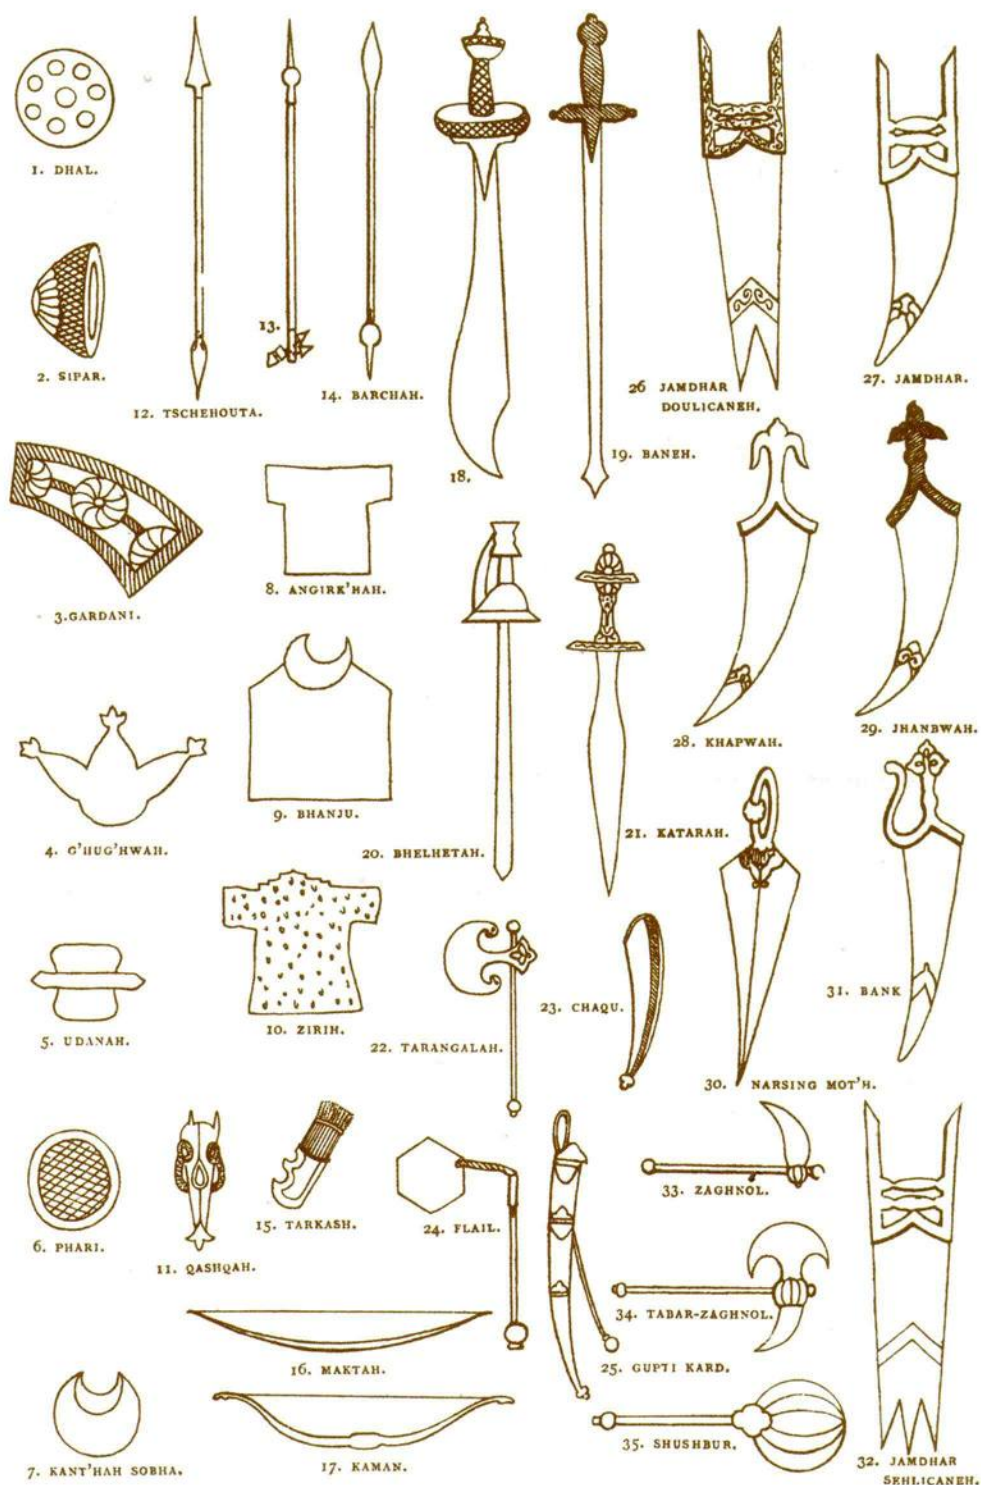 1. DHAL.
2. SIPAR.
3.GARDANI.
4. G'HUG'HWAH.
5. UDANAH.
6. PHARI.
7. KANT'HAH SOBHA.
8. ANGIRK'HAH.
9. BHANJU.
10. ZIRIH.
11. QASHQAH.
12. TSCHEHOUTA.
13.
14. BARCHAH.
15. TARKASH.
16. MAKTAH.
17. KAMAN.
18.
19. BANEH.
20. BHELHETAH.
21. KATARAH.
22. TARANGALAH.
23. CHAQU.
24. FLAIL.
25. GUPTI KARD.
26 JAMDHAR
DOULICANEH.
27. JAMDHAR.
28. KHAPWAH.
29. JHANBWAH.
30. NARSING MOT'H.
31. BANK
32. JAMDHAR
SEHLICANEH.
33. ZAGHNOL.
34. TABAR-ZAGHNOL.
35. SHUSHBUR.